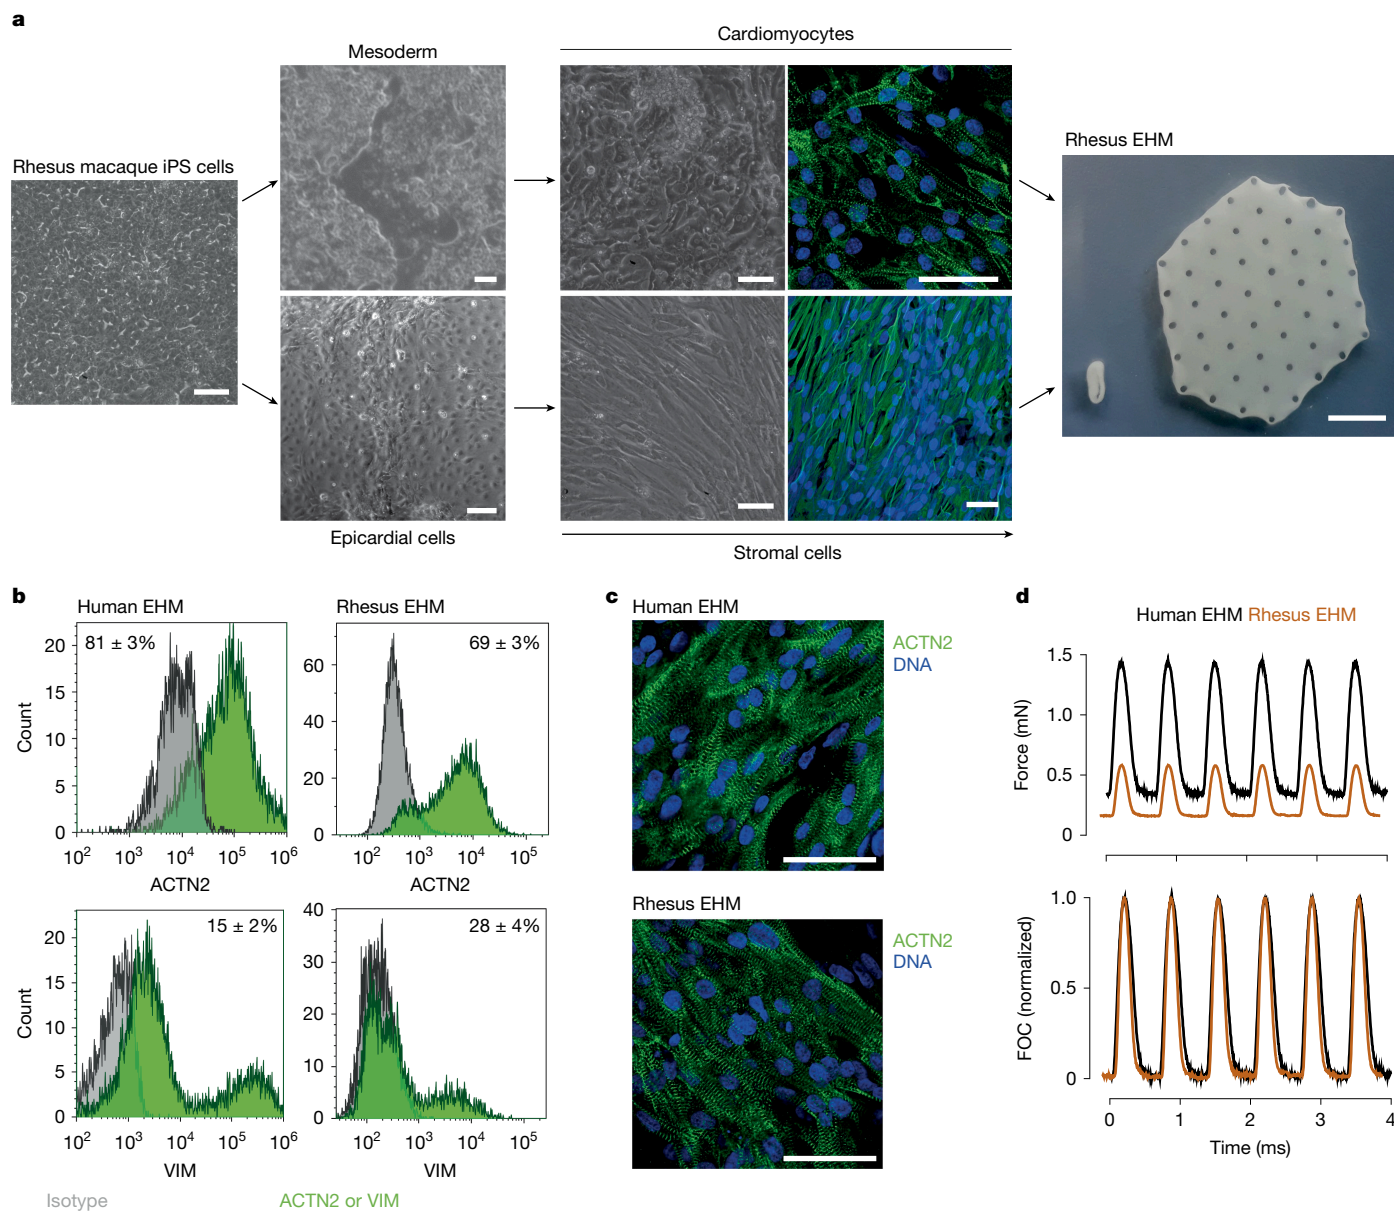 a
Cardiomyocytes
Mesoderm
Rhesus macaque iPS cells
Rhesus EHM
Epicardial cells
Stromal cells
b
Human EHM
81 ± 3%
Count
20
15
10
5
0
10² 10³ 10⁴ 10⁵ 10⁶
ACTN2
Rhesus EHM
69 ± 3%
60
40
20
0
10² 10³ 10⁴ 10⁵
ACTN2
15 ± 2%
Count
20
15
10
5
0
10² 10³ 10⁴ 10⁵ 10⁶
VIM
28 ± 4%
40
30
20
10
0
10² 10³ 10⁴ 10⁵
VIM
Isotype
ACTN2 or VIM
c
Human EHM
ACTN2
DNA
Rhesus EHM
ACTN2
DNA
d
Human EHM Rhesus EHM
Force (mN)
1.5
1.0
0.5
0
FOC (normalized)
1.0
0.5
0
0 1 2 3 4
Time (ms)